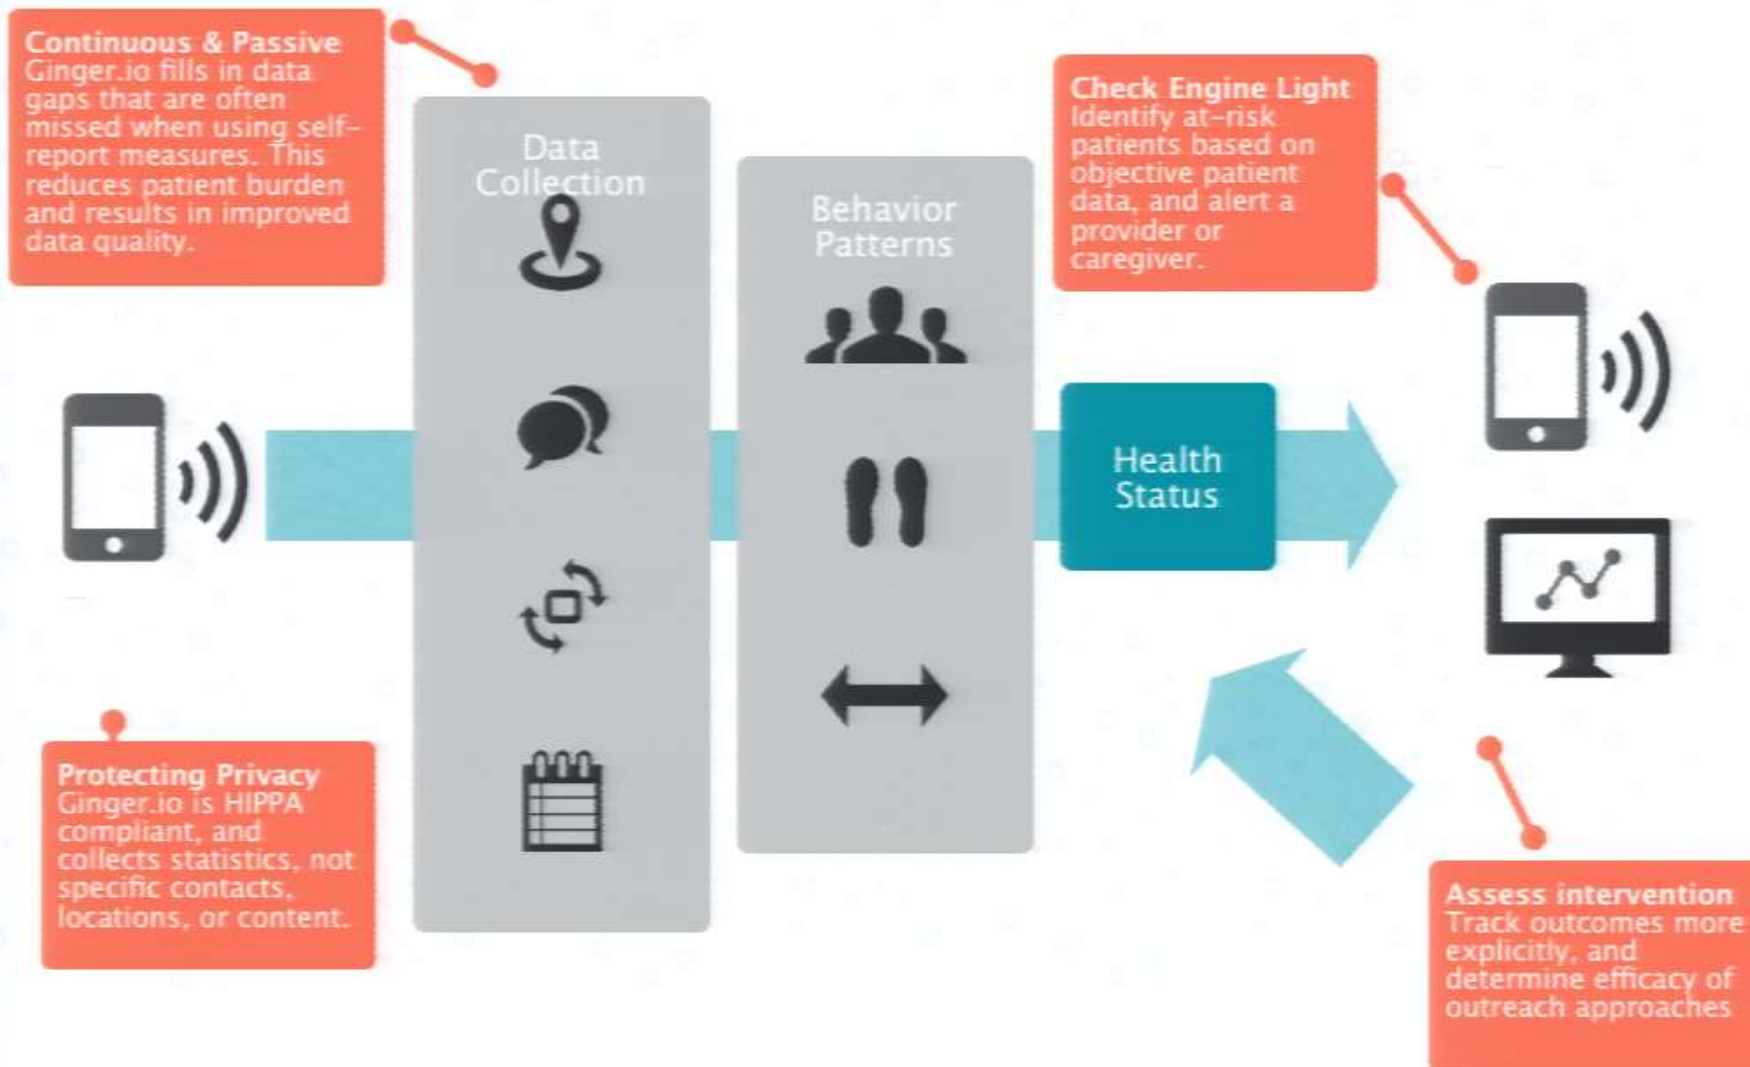 Continuous & Passive
Ginger.io fills in data
gaps that are often
missed when using self-
report measures. This
reduces patient burden
and results in improved
data quality.
Data
Collection
Behavior
Patterns
Check Engine Light
Identify at-risk
patients based on
objective patient
data, and alert a
provider or
caregiver.
Health
Status
Protecting Privacy
Ginger.io is HIPPA
compliant, and
collects statistics, not
specific contacts,
locations, or content.
Assess intervention
Track outcomes more
explicitly, and
determine efficacy of
outreach approaches